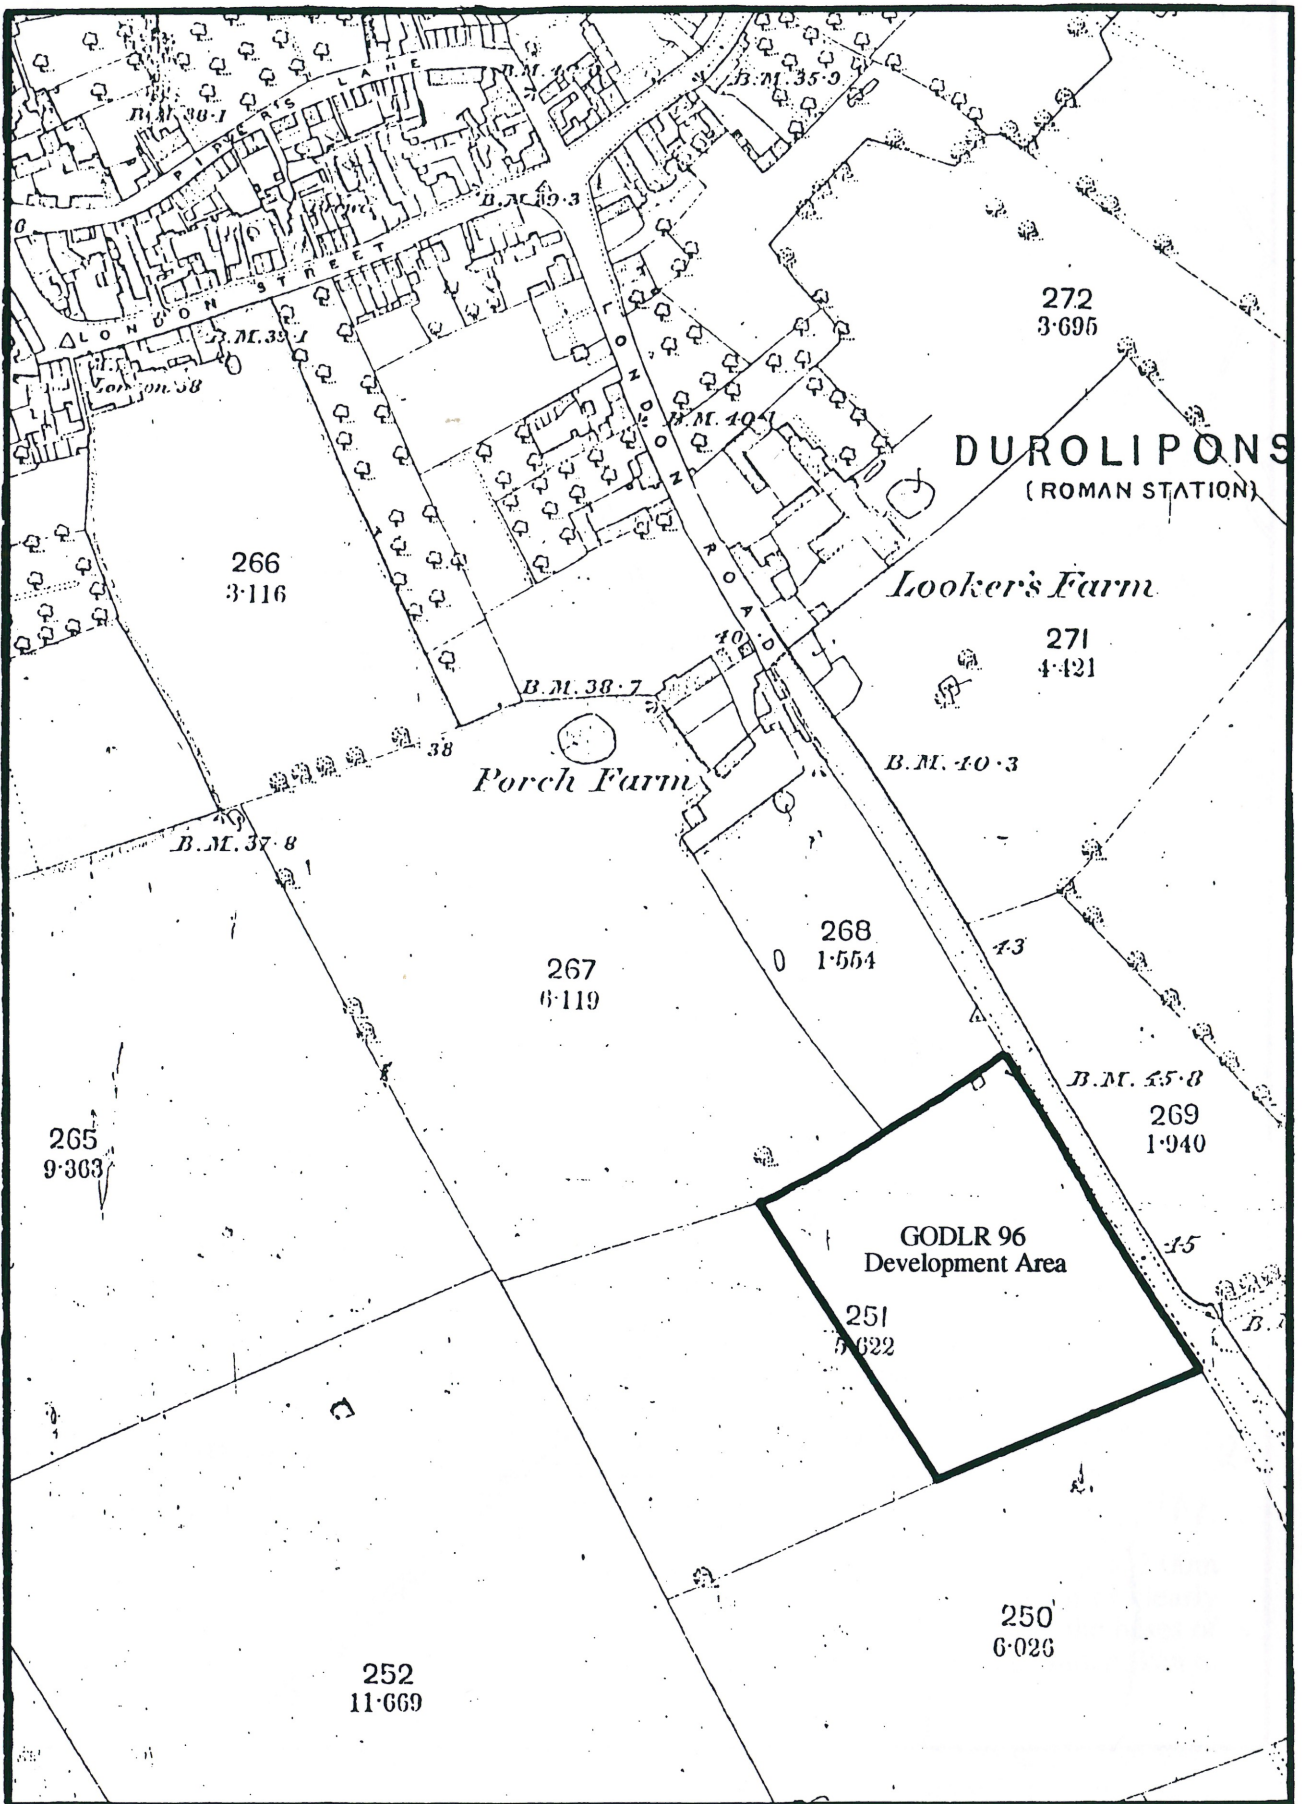 B.M. 38·1
PIPER'S LANE
B.M. 35·9
B.M. 39·3
LONDON STREET
B.M. 39·1
272
3·695
LONDON ROAD
B.M. 40·1
DUROLIPONS
(ROMAN STATION)
266
3·116
Looker's Farm
271
4·421
40
B.M. 38·7
38
Porch Farm
B.M. 40·3
B.M. 37·8
268
1·554
43
267
6·119
B.M. 45·8
269
1·940
265
9·363
GODLR 96
Development Area
45
251
5·622
250
6·026
252
11·669